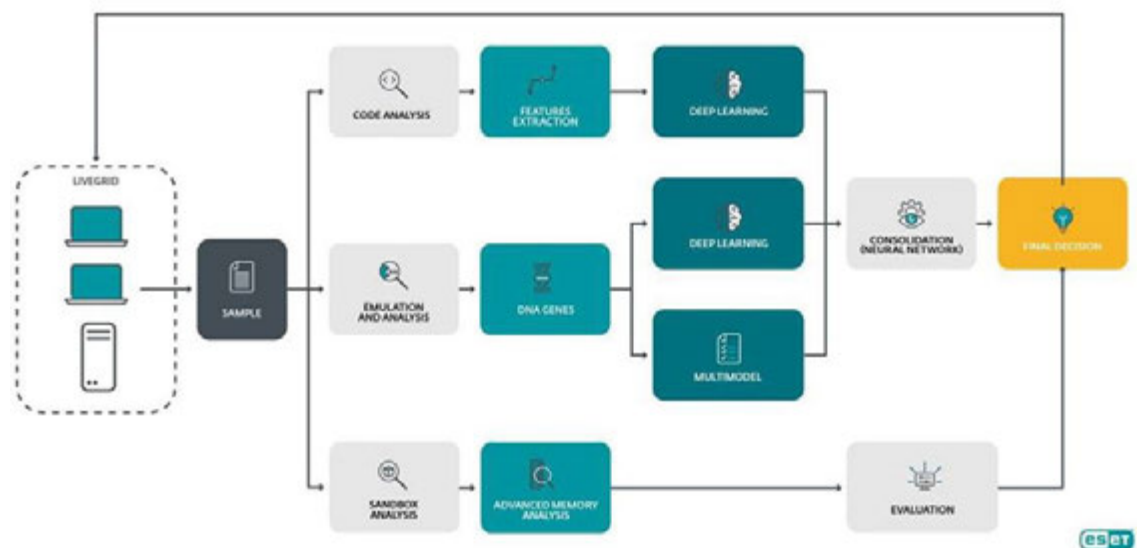 LIVEGRID
SAMPLE
CODE ANALYSIS
FEATURES
EXTRACTION
DEEP LEARNING
EMULATION
AND ANALYSIS
DNA GENES
DEEP LEARNING
MULTIMODEL
CONSOLIDATION
(NEURAL NETWORK)
FINAL DECISION
SANDBOX
ANALYSIS
ADVANCED MEMORY
ANALYSIS
EVALUATION
eset